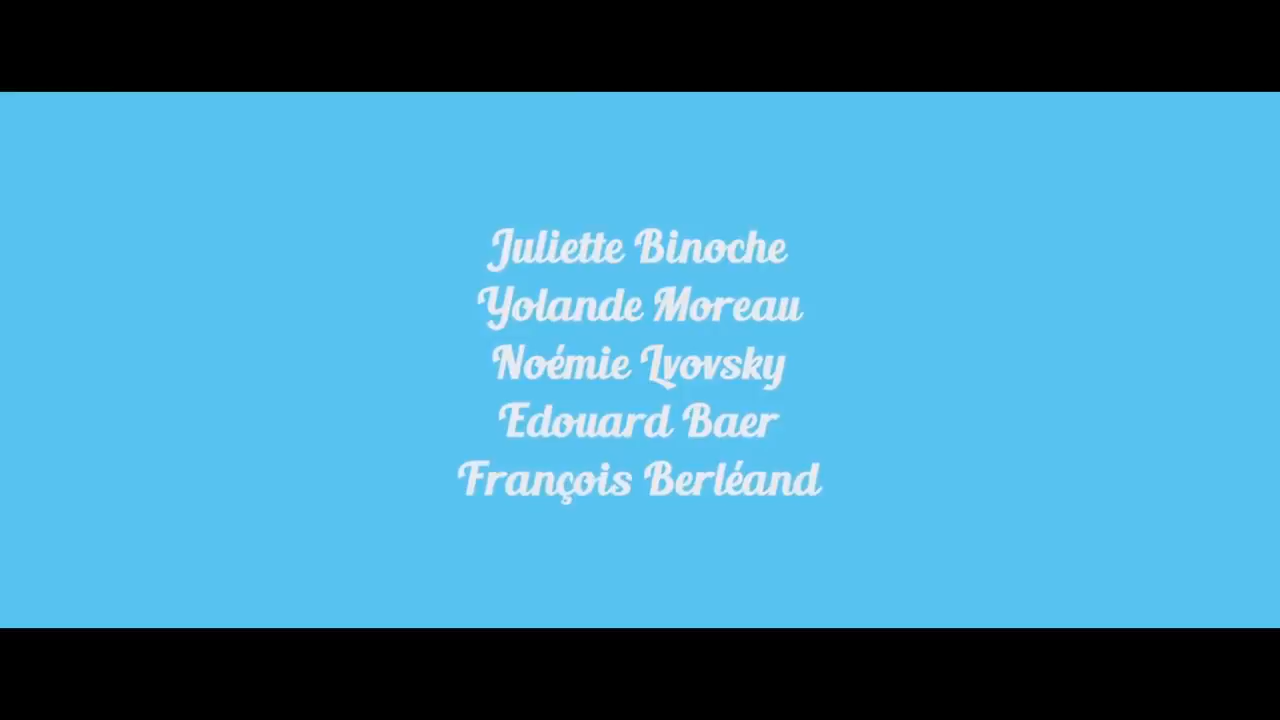 Juliette Binoche
Yolande Moreau
Noémie Lvovsky
Edouard Baer
François Berléand